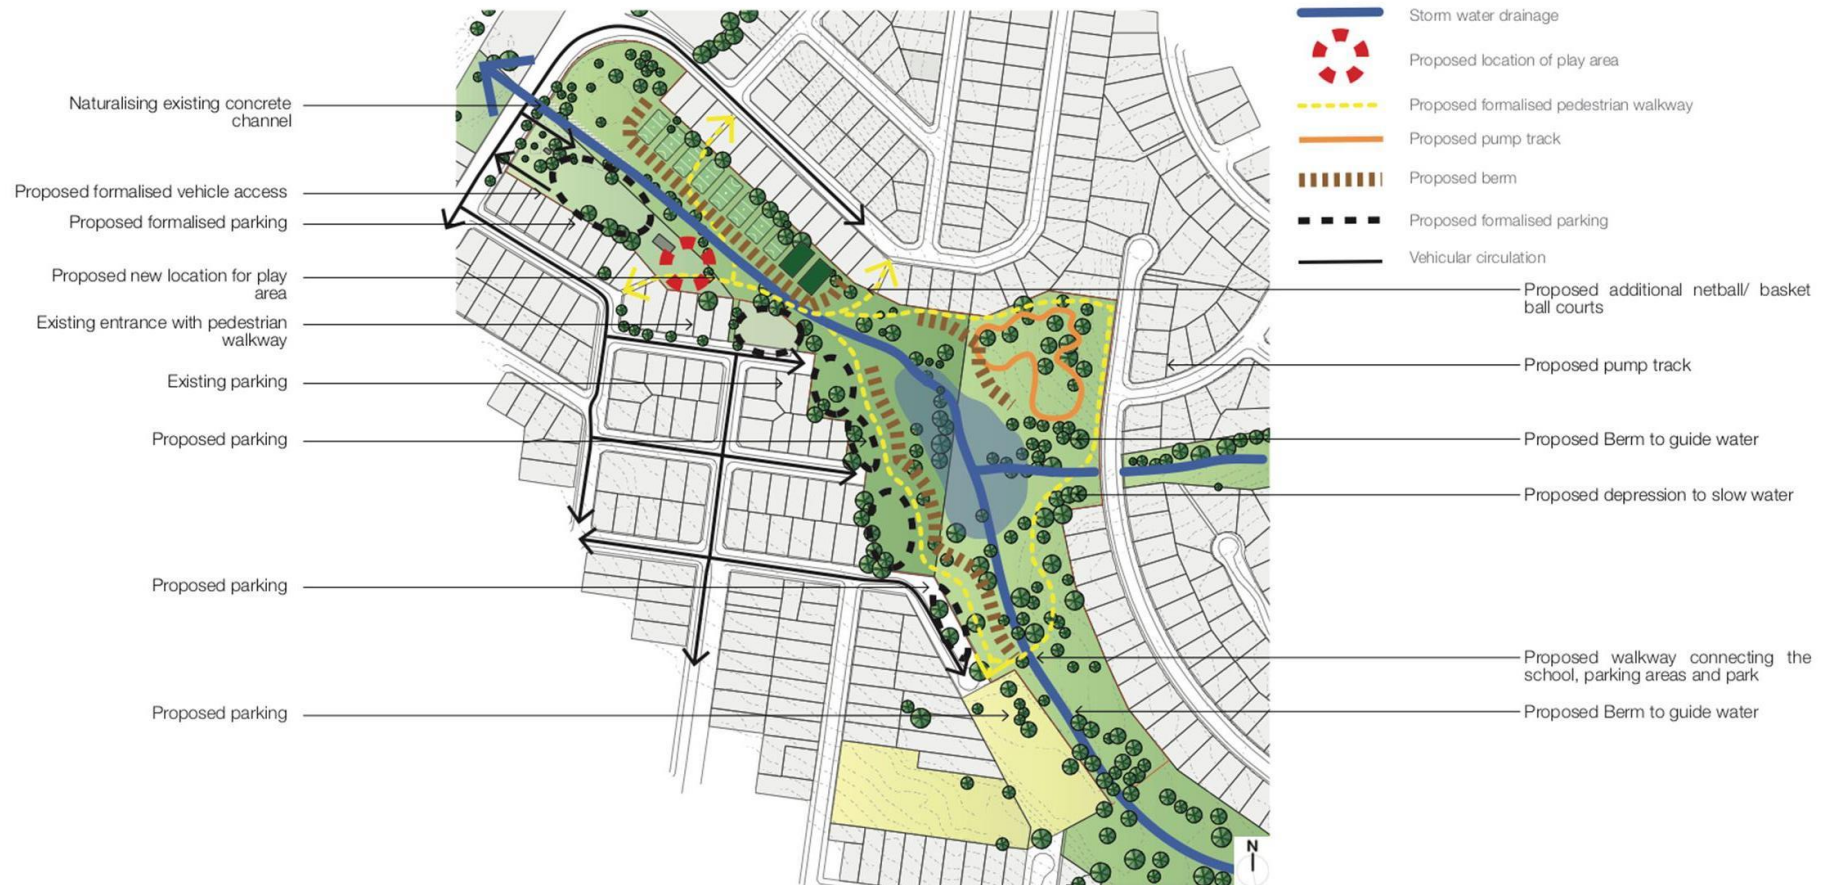 Naturalising existing concrete
channel
Proposed formalised vehicle access
Proposed formalised parking
Proposed new location for play
area
Existing entrance with pedestrian
walkway
Existing parking
Proposed parking
Proposed parking
Proposed parking
Storm water drainage
Proposed location of play area
Proposed formalised pedestrian walkway
Proposed pump track
Proposed berm
Proposed formalised parking
Vehicular circulation
Proposed additional netball/ basket
ball courts
Proposed pump track
Proposed Berm to guide water
Proposed depression to slow water
Proposed walkway connecting the
school, parking areas and park
Proposed Berm to guide water
N